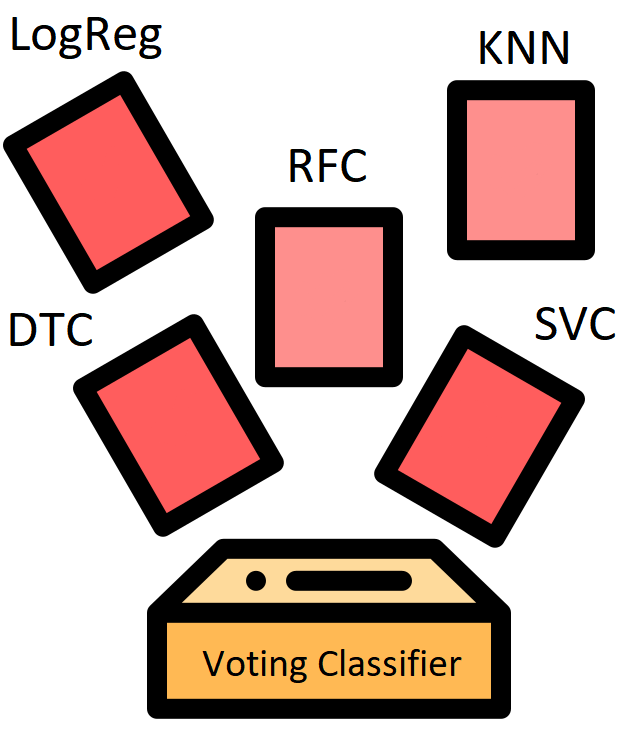 LogReg
KNN
RFC
DTC
SVC
Voting Classifier